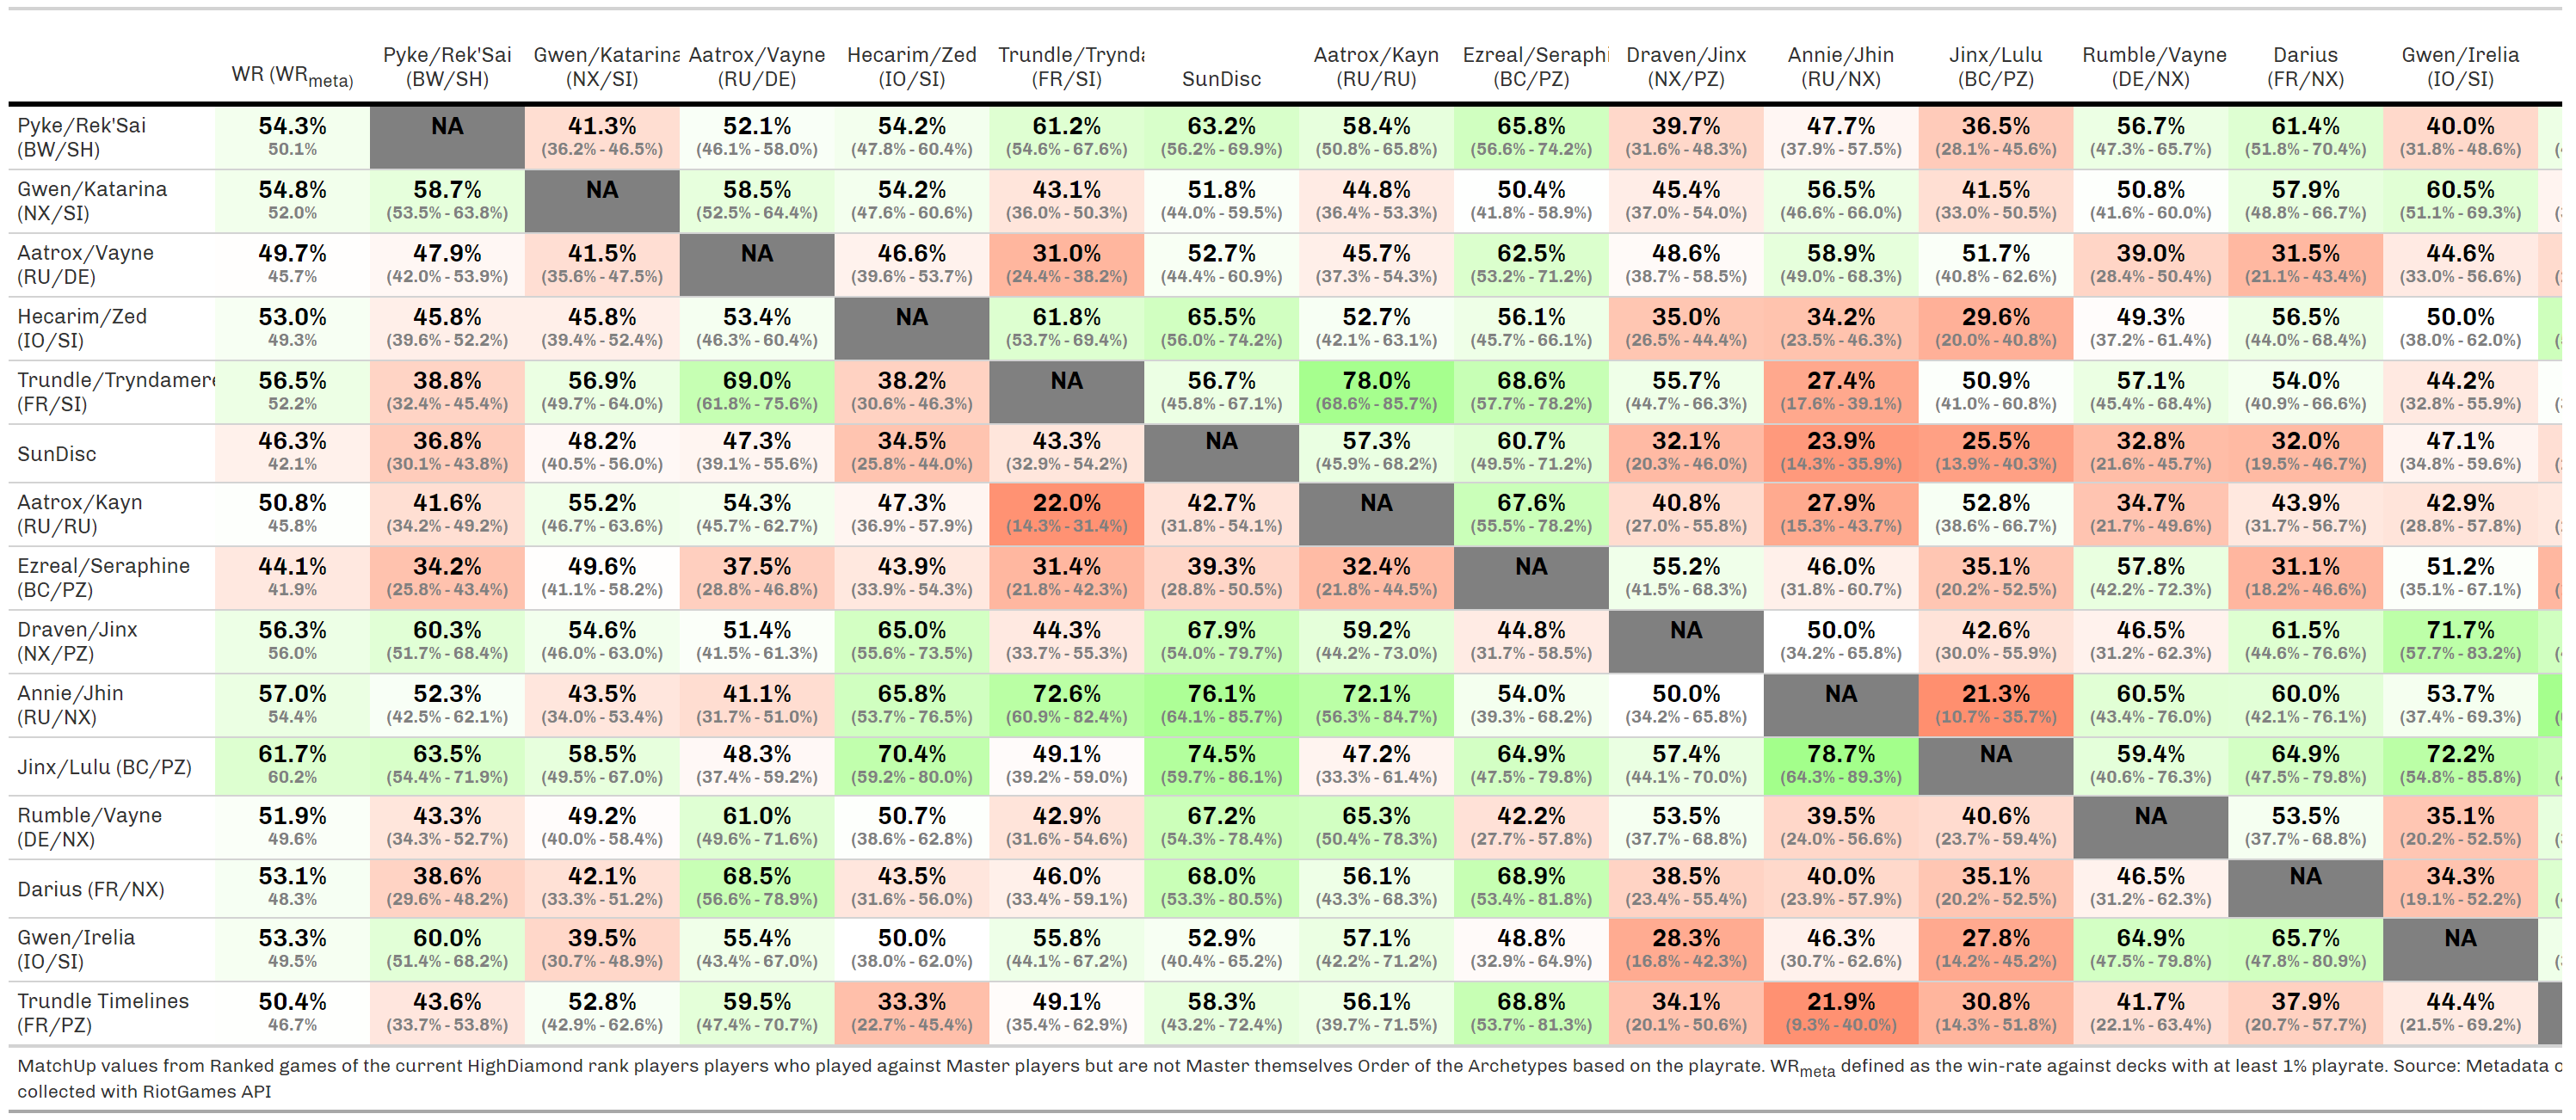 WR (WRmeta) Pyke/Rek'Sai (BW/SH) Gwen/Katarina (NX/SI) Aatrox/Vayne (RU/DE) Hecarim/Zed (IO/SI) Trundle/Trynda (FR/SI) SunDisc Aatrox/Kayn (RU/RU) Ezreal/Seraphi (BC/PZ) Draven/Jinx (NX/PZ) Annie/Jhin (RU/NX) Jinx/Lulu (BC/PZ) Rumble/Vayne (DE/NX) Darius (FR/NX) Gwen/Irelia (IO/SI)
Pyke/Rek'Sai 54.3% NA 41.3% 52.1% 54.2% 61.2% 63.2% 58.4% 65.8% 39.7% 47.7% 36.5% 56.7% 61.4% 40.0%
(BW/SH) 50.1% (36.2% - 46.5%) (46.1% - 58.0%) (47.8% - 60.4%) (54.6% - 67.6%) (56.2% - 69.9%) (50.8% - 65.8%) (56.6% - 74.2%) (31.6% - 48.3%) (37.9% - 57.5%) (28.1% - 45.6%) (47.3% - 65.7%) (51.8% - 70.4%) (31.8% - 48.6%)
Gwen/Katarina 54.8% 58.7% NA 58.5% 54.2% 43.1% 51.8% 44.8% 50.4% 45.4% 56.5% 41.5% 50.8% 57.9% 60.5%
(NX/SI) 52.0% (53.5% - 63.8%) (52.5% - 64.4%) (47.6% - 60.6%) (36.0% - 50.3%) (44.0% - 59.5%) (36.4% - 53.3%) (41.8% - 58.9%) (37.0% - 54.0%) (46.6% - 66.0%) (33.0% - 50.5%) (41.6% - 60.0%) (48.8% - 66.7%) (51.1% - 69.3%)
Aatrox/Vayne 49.7% 47.9% 41.5% NA 46.6% 31.0% 52.7% 45.7% 62.5% 48.6% 58.9% 51.7% 39.0% 31.5% 44.6%
(RU/DE) 45.7% (42.0% - 53.9%) (35.6% - 47.5%) (39.6% - 53.7%) (24.4% - 38.2%) (44.4% - 60.9%) (37.3% - 54.3%) (53.2% - 71.2%) (38.7% - 58.5%) (49.0% - 68.3%) (40.8% - 62.6%) (28.4% - 50.4%) (21.1% - 43.4%) (33.0% - 56.6%)
Hecarim/Zed 53.0% 45.8% 45.8% 53.4% NA 61.8% 65.5% 52.7% 56.1% 35.0% 34.2% 29.6% 49.3% 56.5% 50.0%
(IO/SI) 49.3% (39.6% - 52.2%) (39.4% - 52.4%) (46.3% - 60.4%) (53.7% - 69.4%) (56.0% - 74.2%) (42.1% - 63.1%) (45.7% - 66.1%) (26.5% - 44.4%) (23.5% - 46.3%) (20.0% - 40.8%) (37.2% - 61.4%) (44.0% - 68.4%) (38.0% - 62.0%)
Trundle/Tryndamere 56.5% 38.8% 56.9% 69.0% 38.2% NA 56.7% 78.0% 68.6% 55.7% 27.4% 50.9% 57.1% 54.0% 44.2%
(FR/SI) 52.2% (32.4% - 45.4%) (49.7% - 64.0%) (61.8% - 75.6%) (30.6% - 46.3%) (45.8% - 67.1%) (68.6% - 85.7%) (57.7% - 78.2%) (44.7% - 66.3%) (17.6% - 39.1%) (41.0% - 60.8%) (45.4% - 68.4%) (40.9% - 66.6%) (32.8% - 55.9%)
SunDisc 46.3% 36.8% 48.2% 47.3% 34.5% 43.3% NA 57.3% 60.7% 32.1% 23.9% 25.5% 32.8% 32.0% 47.1%
42.1% (30.1% - 43.8%) (40.5% - 56.0%) (39.1% - 55.6%) (25.8% - 44.0%) (32.9% - 54.2%) (45.9% - 68.2%) (49.5% - 71.2%) (20.3% - 46.0%) (14.3% - 35.9%) (13.9% - 40.3%) (21.6% - 45.7%) (19.5% - 46.7%) (34.8% - 59.6%)
Aatrox/Kayn 50.8% 41.6% 55.2% 54.3% 47.3% 22.0% 42.7% NA 67.6% 40.8% 27.9% 52.8% 34.7% 43.9% 42.9%
(RU/RU) 45.8% (34.2% - 49.2%) (46.7% - 63.6%) (45.7% - 62.7%) (36.9% - 57.9%) (14.3% - 31.4%) (31.8% - 54.1%) (55.5% - 78.2%) (27.0% - 55.8%) (15.3% - 43.7%) (38.6% - 66.7%) (21.7% - 49.6%) (31.7% - 56.7%) (28.8% - 57.8%)
Ezreal/Seraphine 44.1% 34.2% 49.6% 37.5% 43.9% 31.4% 39.3% 32.4% NA 55.2% 46.0% 35.1% 57.8% 31.1% 51.2%
(BC/PZ) 41.9% (25.8% - 43.4%) (41.1% - 58.2%) (28.8% - 46.8%) (33.9% - 54.3%) (21.8% - 42.3%) (28.8% - 50.5%) (21.8% - 44.5%) (41.5% - 68.3%) (31.8% - 60.7%) (20.2% - 52.5%) (42.2% - 72.3%) (18.2% - 46.6%) (35.1% - 67.1%)
Draven/Jinx 56.3% 60.3% 54.6% 51.4% 65.0% 44.3% 67.9% 59.2% 44.8% NA 50.0% 42.6% 46.5% 61.5% 71.7%
(NX/PZ) 56.0% (51.7% - 68.4%) (46.0% - 63.0%) (41.5% - 61.3%) (55.6% - 73.5%) (33.7% - 55.3%) (54.0% - 79.7%) (44.2% - 73.0%) (31.7% - 58.5%) (34.2% - 65.8%) (30.0% - 55.9%) (31.2% - 62.3%) (44.6% - 76.6%) (57.7% - 83.2%)
Annie/Jhin 57.0% 52.3% 43.5% 41.1% 65.8% 72.6% 76.1% 72.1% 54.0% 50.0% NA 21.3% 60.5% 60.0% 53.7%
(RU/NX) 54.4% (42.5% - 62.1%) (34.0% - 53.4%) (31.7% - 51.0%) (53.7% - 76.5%) (60.9% - 82.4%) (64.1% - 85.7%) (56.3% - 84.7%) (39.3% - 68.2%) (34.2% - 65.8%) (10.7% - 35.7%) (43.4% - 76.0%) (42.1% - 76.1%) (37.4% - 69.3%)
Jinx/Lulu (BC/PZ) 61.7% 63.5% 58.5% 48.3% 70.4% 49.1% 74.5% 47.2% 64.9% 57.4% 78.7% NA 59.4% 64.9% 72.2%
60.2% (54.4% - 71.9%) (49.5% - 67.0%) (37.4% - 59.2%) (59.2% - 80.0%) (39.2% - 59.0%) (59.7% - 86.1%) (33.3% - 61.4%) (47.5% - 79.8%) (44.1% - 70.0%) (64.3% - 89.3%) (40.6% - 76.3%) (47.5% - 79.8%) (54.8% - 85.8%)
Rumble/Vayne 51.9% 43.3% 49.2% 61.0% 50.7% 42.9% 67.2% 65.3% 42.2% 53.5% 39.5% 40.6% NA 53.5% 35.1%
(DE/NX) 49.6% (34.3% - 52.7%) (40.0% - 58.4%) (49.6% - 71.6%) (38.6% - 62.8%) (31.6% - 54.6%) (54.3% - 78.4%) (50.4% - 78.3%) (27.7% - 57.8%) (37.7% - 68.8%) (24.0% - 56.6%) (23.7% - 59.4%) (37.7% - 68.8%) (20.2% - 52.5%)
Darius (FR/NX) 53.1% 38.6% 42.1% 68.5% 43.5% 46.0% 68.0% 56.1% 68.9% 38.5% 40.0% 35.1% 46.5% NA 34.3%
48.3% (29.6% - 48.2%) (33.3% - 51.2%) (56.6% - 78.9%) (31.6% - 56.0%) (33.4% - 59.1%) (53.3% - 80.5%) (43.3% - 68.3%) (53.4% - 81.8%) (23.4% - 55.4%) (23.9% - 57.9%) (20.2% - 52.5%) (31.2% - 62.3%) (19.1% - 52.2%)
Gwen/Irelia 53.3% 60.0% 39.5% 55.4% 50.0% 55.8% 52.9% 57.1% 48.8% 28.3% 46.3% 27.8% 64.9% 65.7% NA
(IO/SI) 49.5% (51.4% - 68.2%) (30.7% - 48.9%) (43.4% - 67.0%) (38.0% - 62.0%) (44.1% - 67.2%) (40.4% - 65.2%) (42.2% - 71.2%) (32.9% - 64.9%) (16.8% - 42.3%) (30.7% - 62.6%) (14.2% - 45.2%) (47.5% - 79.8%) (47.8% - 80.9%)
Trundle Timelines 50.4% 43.6% 52.8% 59.5% 33.3% 49.1% 58.3% 56.1% 68.8% 34.1% 21.9% 30.8% 41.7% 37.9% 44.4%
(FR/PZ) 46.7% (33.7% - 53.8%) (42.9% - 62.6%) (47.4% - 70.7%) (22.7% - 45.4%) (35.4% - 62.9%) (43.2% - 72.4%) (39.7% - 71.5%) (53.7% - 81.3%) (20.1% - 50.6%) (9.3% - 40.0%) (14.3% - 51.8%) (22.1% - 63.4%) (20.7% - 57.7%) (21.5% - 69.2%)
MatchUp values from Ranked games of the current HighDiamond rank players players who played against Master players but are not Master themselves Order of the Archetypes based on the playrate. WRmeta defined as the win-rate against decks with at least 1% playrate. Source: Metadata
collected with RiotGames API